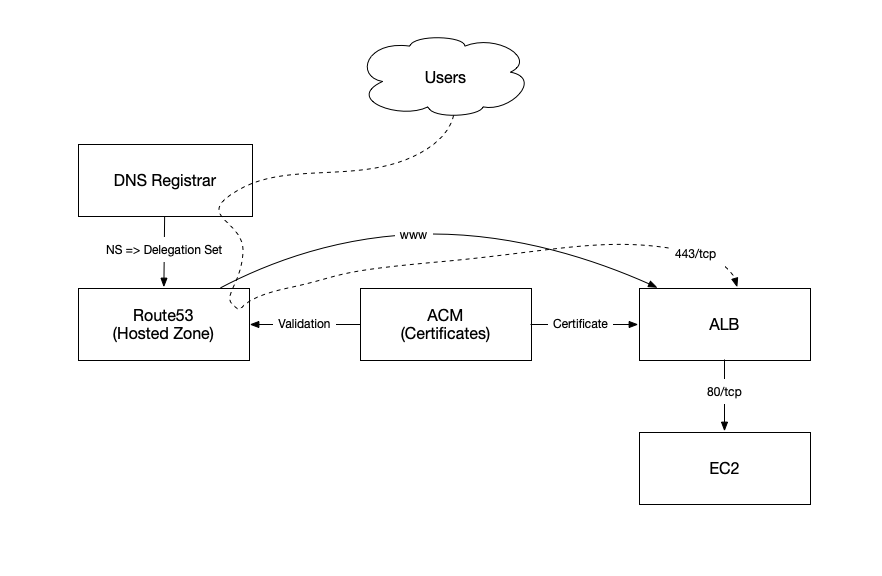 Users
DNS Registrar
NS => Delegation Set
www
443/tcp
Route53
(Hosted Zone)
Validation
ACM
(Certificates)
Certificate
ALB
80/tcp
EC2